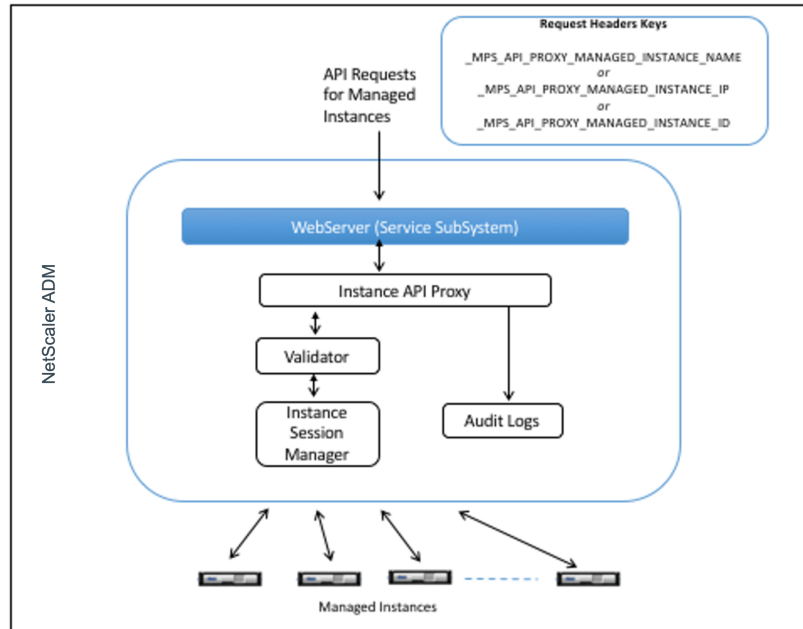 Request Headers Keys
_MPS_API_PROXY_MANAGED_INSTANCE_NAME
or
_MPS_API_PROXY_MANAGED_INSTANCE_IP
or
_MPS_API_PROXY_MANAGED_INSTANCE_ID
API Requests
for Managed
Instances
WebServer (Service SubSystem)
Instance API Proxy
Validator
Instance
Session
Manager
Audit Logs
NetScaler ADM
Managed Instances